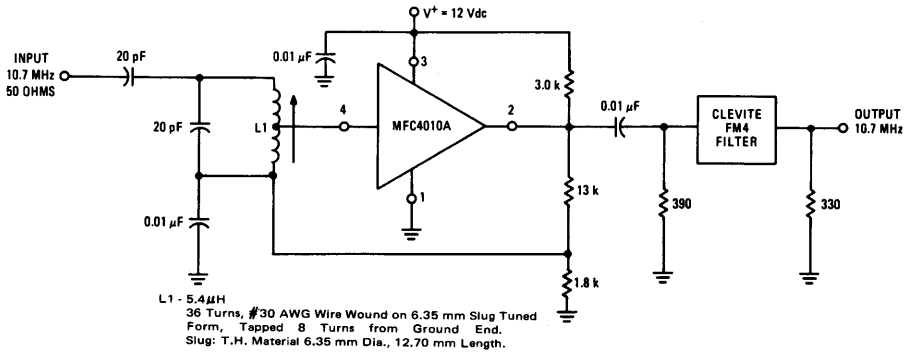 V+ = 12 Vdc
INPUT
10.7 MHz
50 OHMS
20 pF
0.01 µF
3
3.0 k
20 pF
L1
4
MFC4010A
2
0.01 µF
CLEVITE
FM4
FILTER
OUTPUT
10.7 MHz
1
13 k
390
330
0.01 µF
1.8 k
L1 - 5.4µH
36 Turns, #30 AWG Wire Wound on 6.35 mm Slug Tuned
Form, Tapped 8 Turns from Ground End.
Slug: T.H. Material 6.35 mm Dia., 12.70 mm Length.